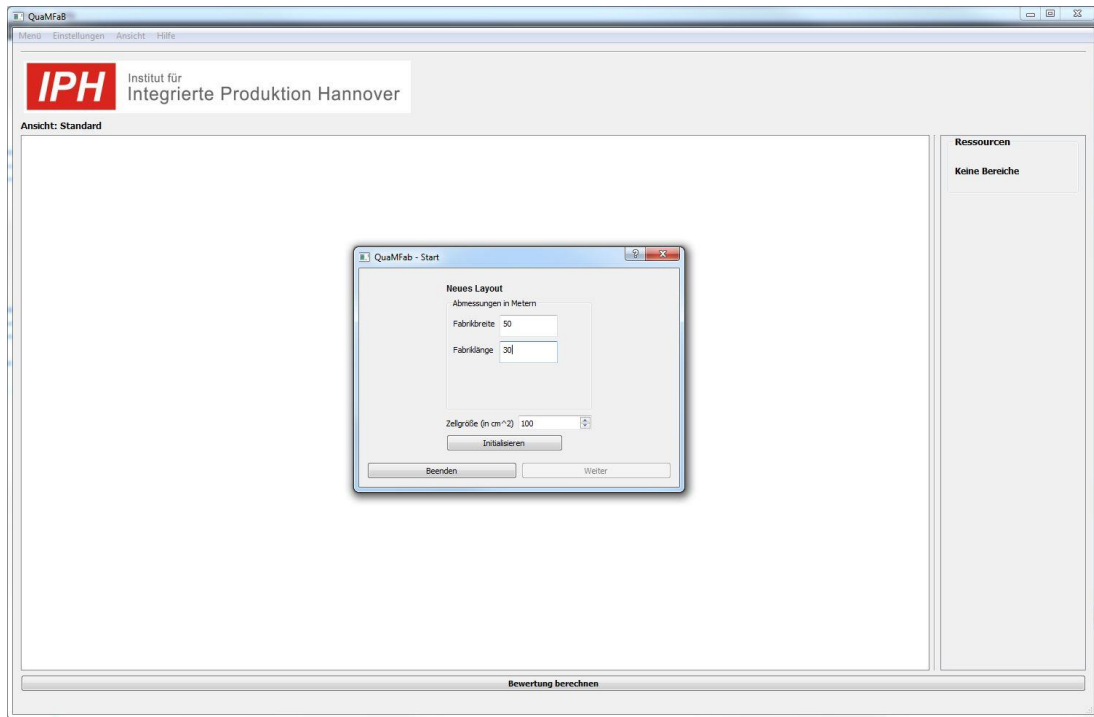 QuaMFaB
Menü Einstellungen Ansicht Hilfe
IPH
Institut für
Integrierte Produktion Hannover
Ansicht: Standard
Ressourcen
Keine Bereiche
QuaMFab - Start
Neues Layout
Abmessungen in Metern
Fabrikbreite 50
Fabriklänge 30
Zellgröße (in cm^2) 100
Initialisieren
Beenden Weiter
Bewertung berechnen